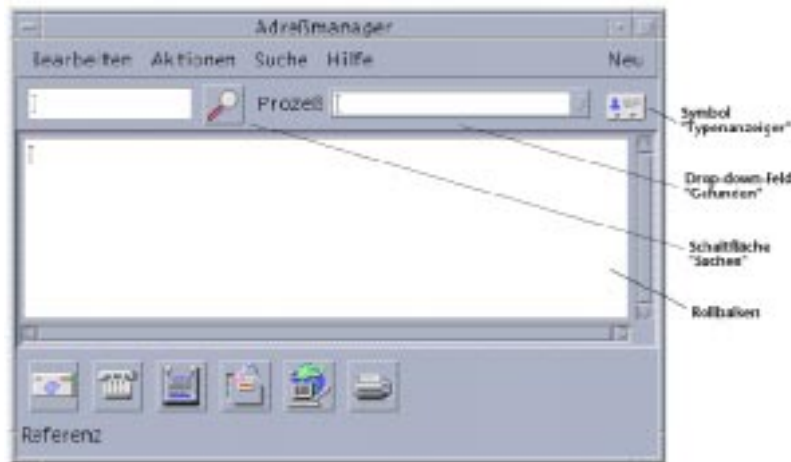 Adreßmanager
Bearbeiten Aktionen Suche Hilfe Neu
Prozeß
Symbol
"Typenanzeiger"
Drop-down-Feld
"Gefunden"
Schaltfläche
"Suchen"
Rollbalken
Referenz